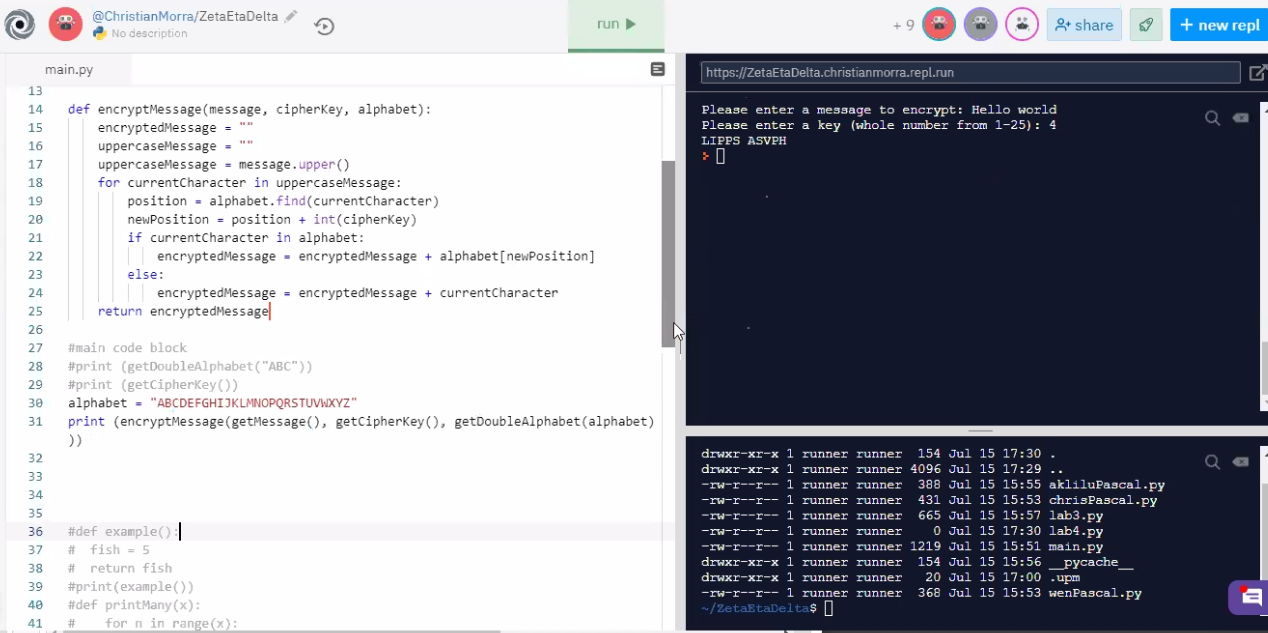 @ChristianMorra/ZetaEtaDelta
No description
run
+ 9
share
+ new repl
main.py
13
14 def encryptMessage(message, cipherKey, alphabet):
15 encryptedMessage = ""
16 uppercaseMessage = ""
17 uppercaseMessage = message.upper()
18 for currentCharacter in uppercaseMessage:
19 position = alphabet.find(currentCharacter)
20 newPosition = position + int(cipherKey)
21 if currentCharacter in alphabet:
22 encryptedMessage = encryptedMessage + alphabet[newPosition]
23 else:
24 encryptedMessage = encryptedMessage + currentCharacter
25 return encryptedMessage
26
27 #main code block
28 #print (getDoubleAlphabet("ABC"))
29 #print (getCipherKey())
30 alphabet = "ABCDEFGHIJKLMNOPQRSTUVWXYZ"
31 print (encryptMessage(getMessage(), getCipherKey(), getDoubleAlphabet(alphabet)
))
32
33
34
35
36 #def example():
37 # fish = 5
38 # return fish
39 #print(example())
40 #def printMany(x):
41 # for n in range(x):
https://ZetaEtaDelta.christianmorra.repl.run
Please enter a message to encrypt: Hello world
Please enter a key (whole number from 1-25): 4
LIPPS ASVPH
drwxr-xr-x 1 runner runner 154 Jul 15 17:30 .
drwxr-xr-x 1 runner runner 4096 Jul 15 17:29 ..
-rw-r--r-- 1 runner runner 388 Jul 15 15:55 akliluPascal.py
-rw-r--r-- 1 runner runner 431 Jul 15 15:53 chrisPascal.py
-rw-r--r-- 1 runner runner 665 Jul 15 15:57 lab3.py
-rw-r--r-- 1 runner runner 0 Jul 15 17:30 lab4.py
-rw-r--r-- 1 runner runner 1219 Jul 15 15:51 main.py
drwxr-xr-x 1 runner runner 154 Jul 15 15:56 __pycache__
drwxr-xr-x 1 runner runner 20 Jul 15 17:00 .upm
-rw-r--r-- 1 runner runner 368 Jul 15 15:53 wenPascal.py
~/ZetaEtaDelta$